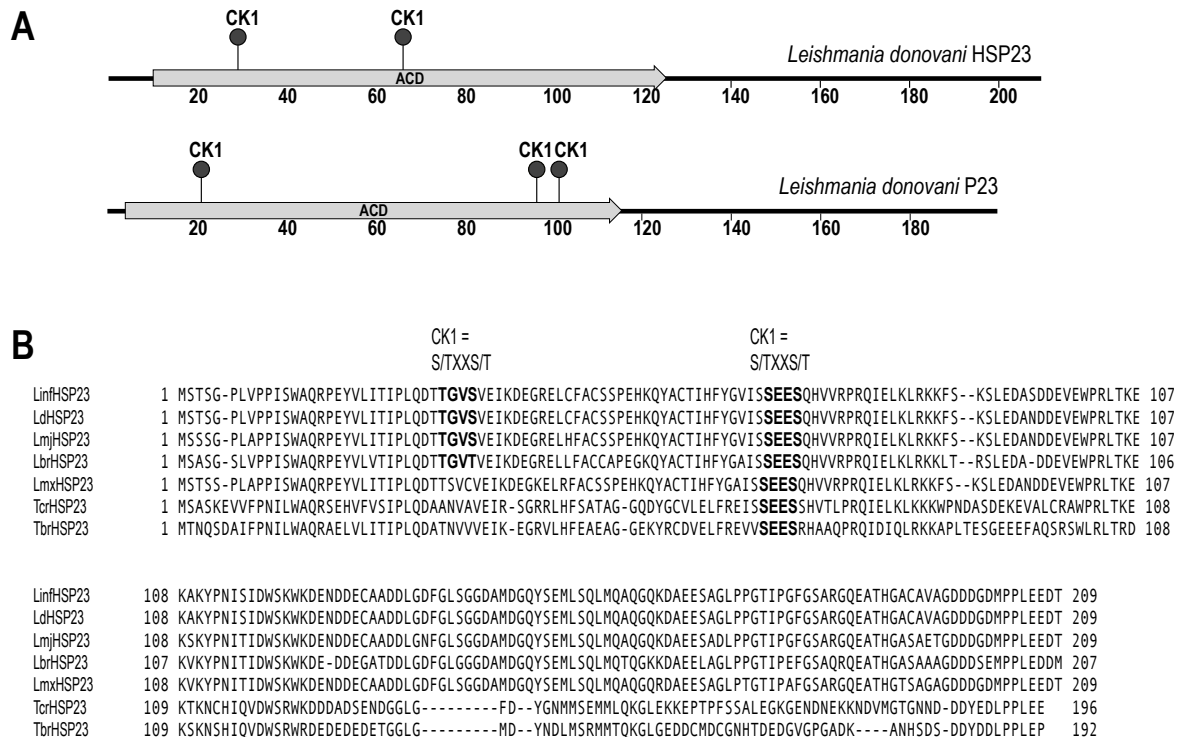 A
CK1 CK1
Leishmania donovani HSP23
ACD
20 40 60 80 100 120 140 160 180 200
CK1 CK1 CK1
Leishmania donovani P23
ACD
20 40 60 80 100 120 140 160 180
B
CK1 = CK1 =
S/TXXS/T S/TXXS/T
LinfHSP23 1 MSTSG-PLVPPISWAQRPEYVLITIPLQDTTGVSVEIKDEGRELCFACSSPEHKQYACTIHFYGVISSEESQHVVRPRQIELKLRKKFS--KSLEDASDDEVEWPRLTKE 107
LdHSP23 1 MSTSG-PLVPPISWAQRPEYVLITIPLQDTTGVSVEIKDEGRELCFACSSPEHKQYACTIHFYGVISSEESQHVVRPRQIELKLRKKFS--KSLEDANDDEVEWPRLTKE 107
LmjHSP23 1 MSSSG-PLAPPISWAQRPEYVLITIPLQDTTGVSVEIKDEGRELHFACSSPEHKQYACTIHFYGVISSEESQHVVRPRQIELKLRKKFS--KSLEDANDDEVEWPRLTKE 107
LbrHSP23 1 MSASG-SLVPPISWAQRPEYVLVTIPLQDTTGVTVEIKDEGRELLFACCAPEGKQYACTIHFYGAISSEESQHVVRPRQIELKLRKKLT--RSLEDA-DDEVEWPRLTKE 106
LmxHSP23 1 MSTSS-PLAPPISWAQRPEYVLITIPLQDTTSVCVEIKDEGKELRFACSSPEHKQYACTIHFYGAISSEESQHVVRPRQIELKLRKKFS--KSLEDANDDEVEWPRLTKE 107
TcrHSP23 1 MSASKEVVFPNILWAQRSEHVFVSIPLQDAANVAVEIR-SGRRLHFSATAG-GQDYGCVLELFREISSEESSHVTLPRQIELKLKKKWPNDASDEKEVALCRAWPRLTKE 108
TbrHSP23 1 MTNQSDAIFPNILWAQRAELVLVTIPLQDATNVVVEIK-EGRVLHFEAEAG-GEKYRCDVELFREVVSEESRHAAQPRQIDIQLRKKAPLTESGEEEFAQSRSWLRLTRD 108
LinfHSP23 108 KAKYPNISIDWSKWKDENDDECAADDLGDFGLSGGDAMDGQYSEMLSQLMQAQGQKDAEESAGLPPGTIPGFGSARGQEATHGACAVAGDDDGDMPPLEEDT 209
LdHSP23 108 KAKYPNISIDWSKWKDENDDECAADDLGDFGLSGGDAMDGQYSEMLSQLMQAQGQKDAEESAGLPPGTIPGFGSARGQEATHGACAVAGDDDGDMPPLEEDT 209
LmjHSP23 108 KSKYPNITIDWSKWKDENDDECAADDLGNFGLSGGDAMDGQYSEMLSQLMQAQGGKDAEESADLPPGTIPGFGSARGQEATHGASAETGDDDGDMPPLEEDT 209
LbrHSP23 107 KVKYPNITIDWSKWKDE-DDEGATDDLGDFGLGGGDAMDGQYSEMLSQLMQTQGKKDAEELAGLPPGTIPEFGSAQRQEATHGASAAAGDDDSEMPPLEDDM 207
LmxHSP23 108 KVKYPNITIDWSKWKDENDDECAADDLGDFGLSGGDAMDGQYSEMLSQLMQAQGQRDAEESAGLPTGTIPAFGSARGQEATHGTSAGAGDDDGDMPPLEEDT 209
TcrHSP23 109 KTKNCHIQVDWSRWKDDDADSENDGGLG---------FD--YGNMMSEMMLQKGLEKKEPTPFSSALEGKGENDNEKKNDVMGTGNND-DDYEDLPPLEE 196
TbrHSP23 109 KSKNSHIQVDWSRWRDEDEDEDETGGLG---------MD--YNDLMSRMMTQKGLGEDDCMDCGNHTDEDGVGPGADK----ANHSDS-DDYDDLPPLEP 192